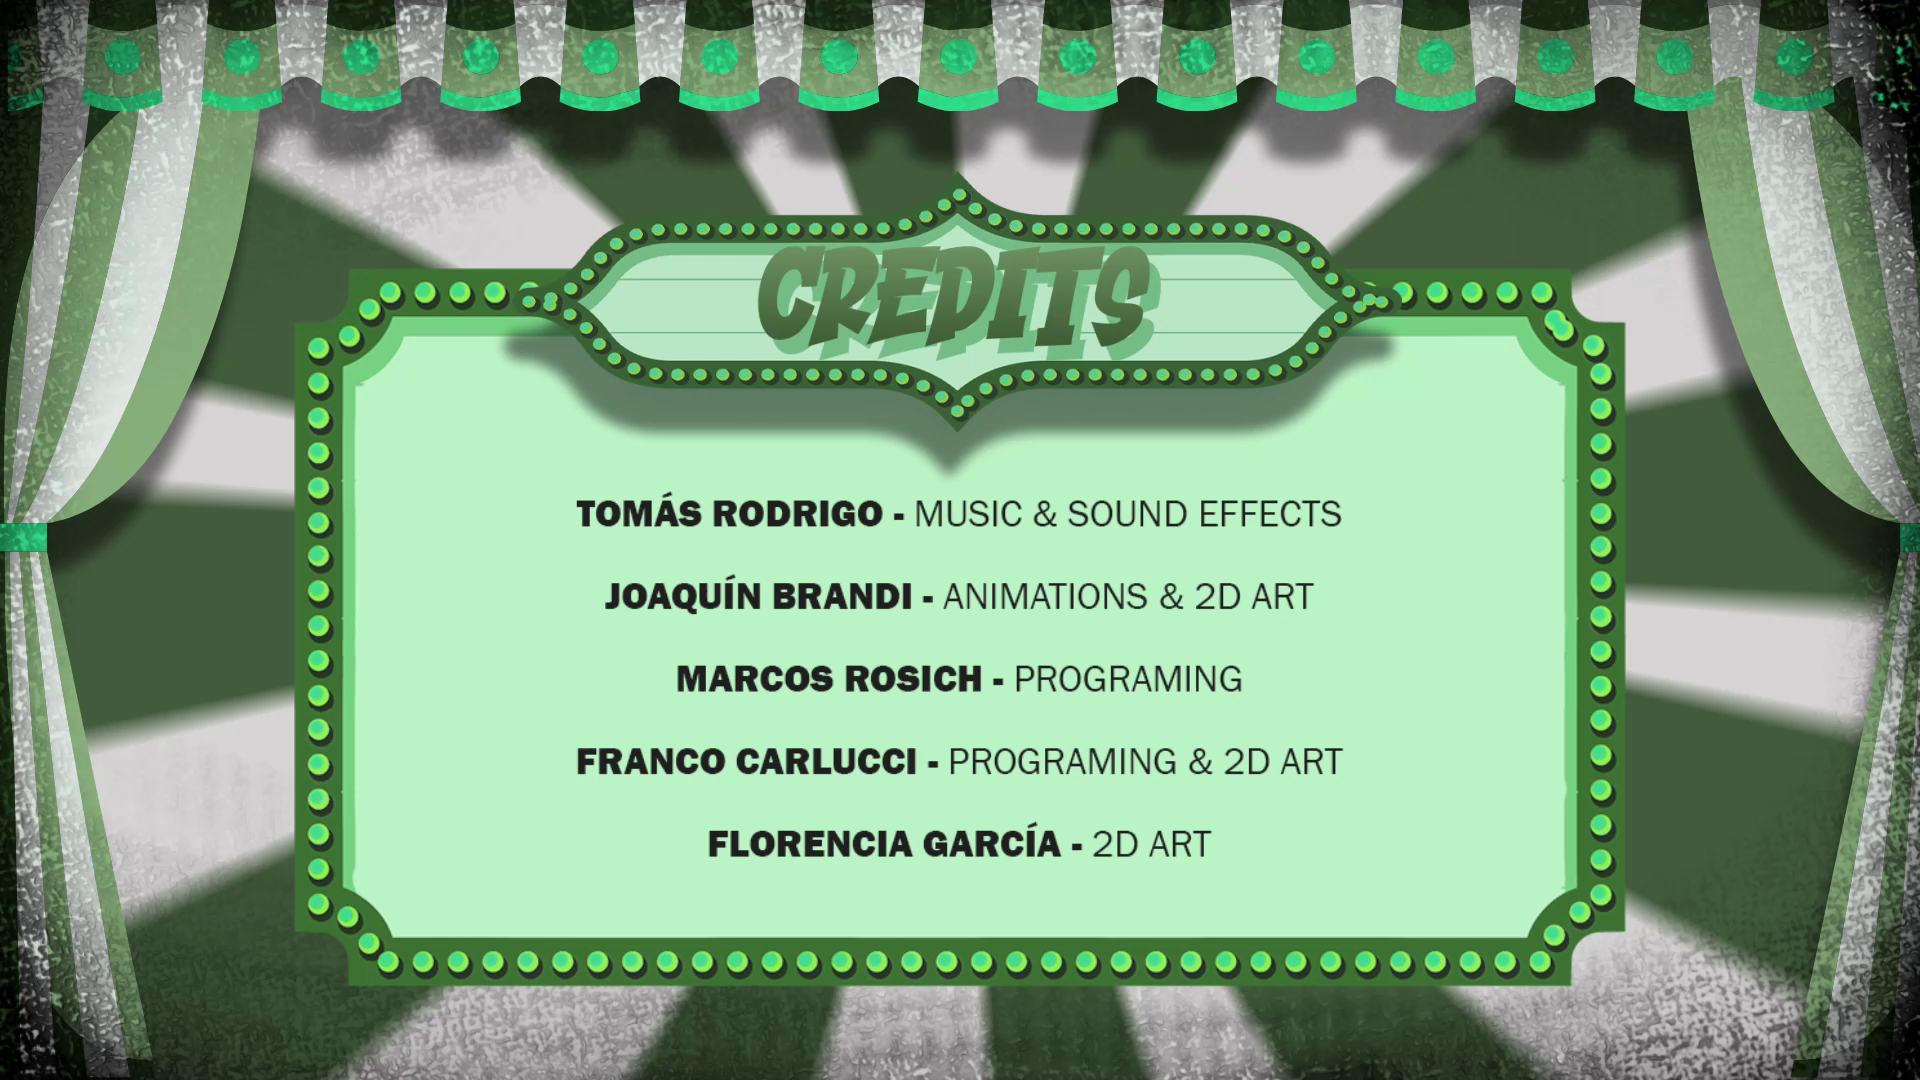 CREDITS
TOMÁS RODRIGO - MUSIC & SOUND EFFECTS
JOAQUÍN BRANDI - ANIMATIONS & 2D ART
MARCOS ROSICH - PROGRAMING
FRANCO CARLUCCI - PROGRAMING & 2D ART
FLORENCIA GARCÍA - 2D ART